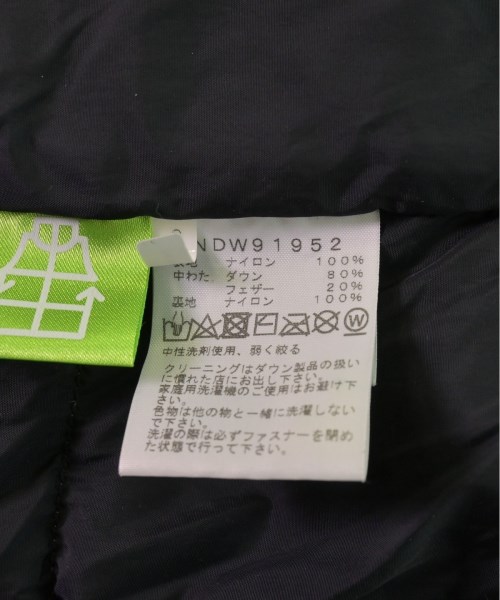 NDW91952
表地 ナイロン 100%
中わた ダウン 80%
フェザー 20%
裏地 ナイロン 100%
W
中性洗剤使用、弱く絞る
クリーニングはダウン製品の扱い
に慣れた店にお出し下さい。
家庭用洗濯機のご使用はお避け下
さい。
色物は他の物と一緒に洗濯しない
で下さい。
洗濯の際は必ずファスナーを閉め
た状態で行って下さい。